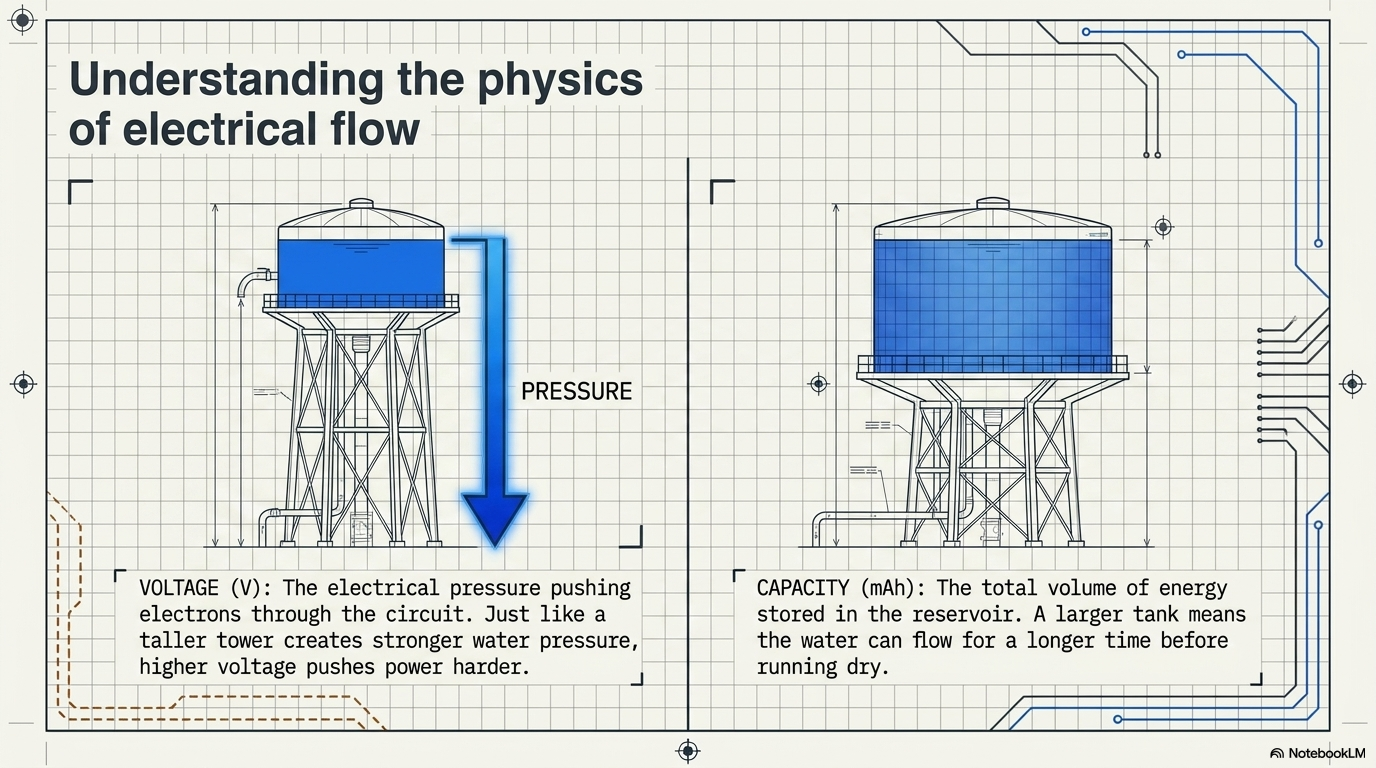 Understanding the physics
of electrical flow
PRESSURE
VOLTAGE (V): The electrical pressure pushing
electrons through the circuit. Just like a
taller tower creates stronger water pressure,
higher voltage pushes power harder.
CAPACITY (mAh): The total volume of energy
stored in the reservoir. A larger tank means
the water can flow for a longer time before
running dry.
NotebookLM